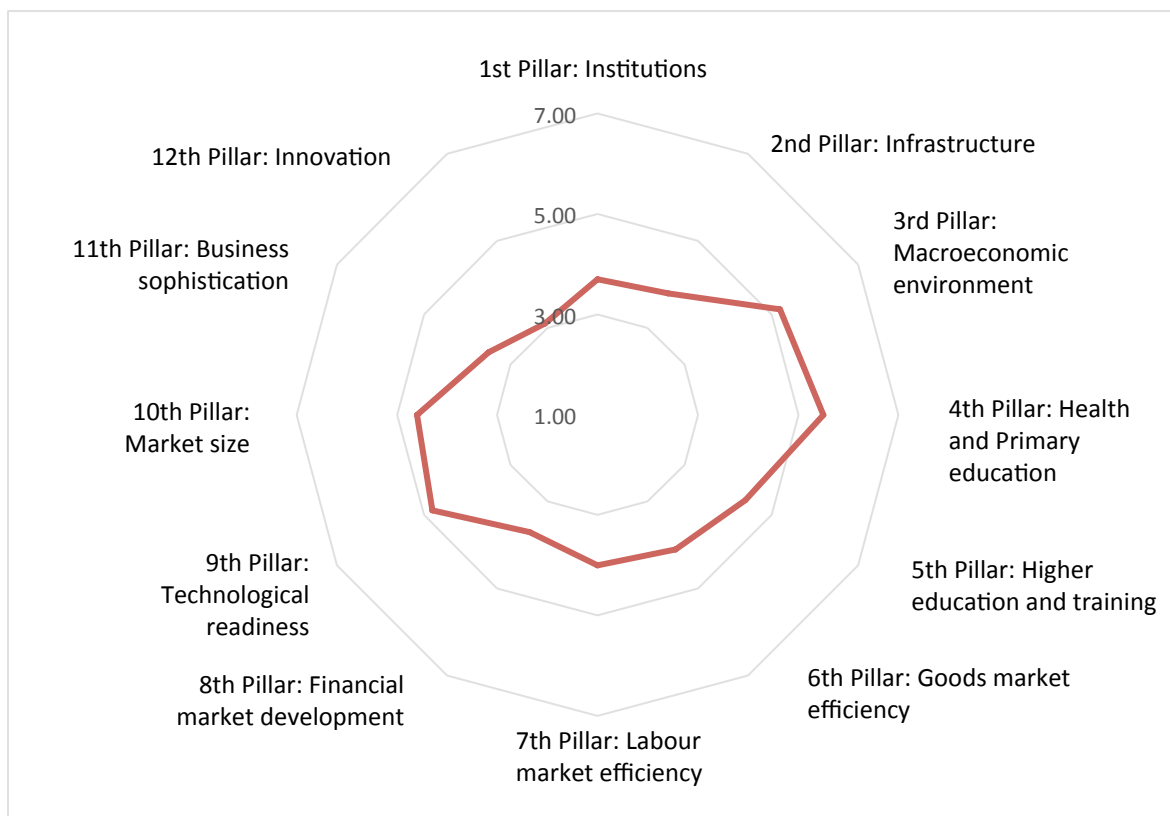 1st Pillar: Institutions
7.00
2nd Pillar: Infrastructure
12th Pillar: Innovation
5.00
3rd Pillar:
Macroeconomic
environment
11th Pillar: Business
sophistication
3.00
10th Pillar:
Market size
1.00
4th Pillar: Health
and Primary
education
9th Pillar:
Technological
readiness
5th Pillar: Higher
education and training
8th Pillar: Financial
market development
6th Pillar: Goods market
efficiency
7th Pillar: Labour
market efficiency